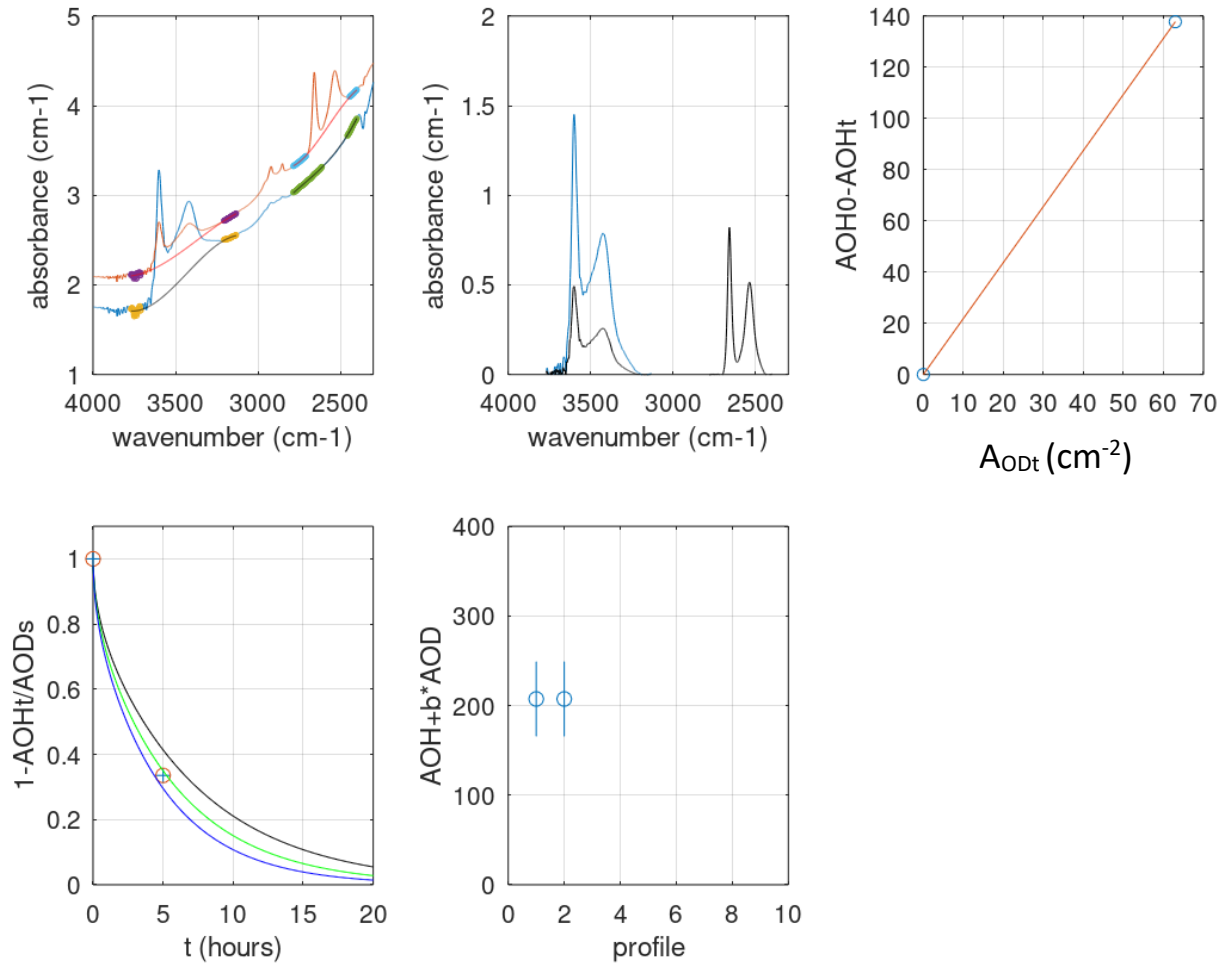 5
4
3
2
1
4000 3500 3000 2500
absorbance (cm-1)
wavenumber (cm-1)
2
1.5
1
0.5
0
4000 3500 3000 2500
absorbance (cm-1)
wavenumber (cm-1)
140
120
100
80
60
40
20
0
0 10 20 30 40 50 60 70
AOH0-AOHt
AODt (cm-2)
1
0.8
0.6
0.4
0.2
0
0 5 10 15 20
1-AOHt/AODs
t (hours)
400
300
200
100
0
0 2 4 6 8 10
AOH+b*AOD
profile